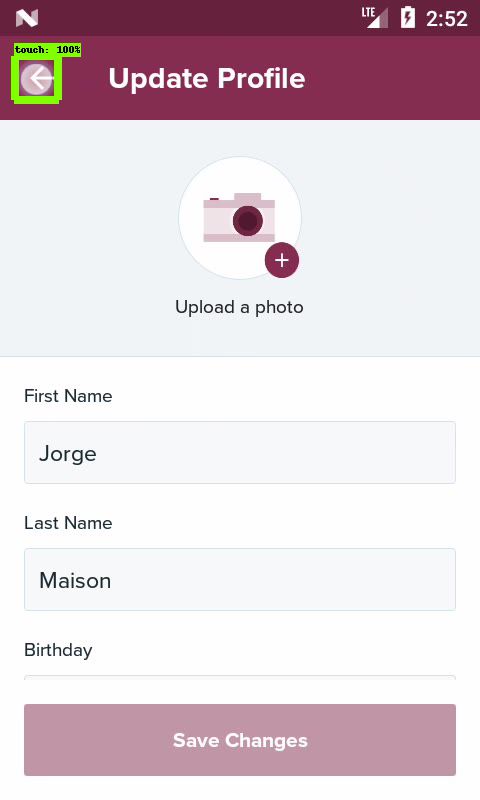 LTE 2:52
touch: 100%
Update Profile
Upload a photo
First Name
Jorge
Last Name
Maison
Birthday
Save Changes